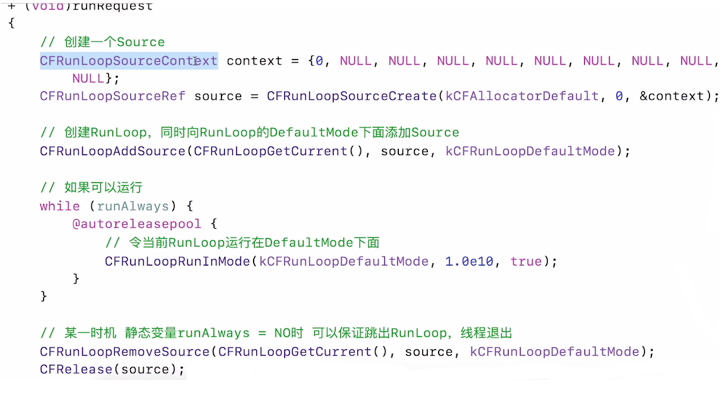 + (void)runRequest
{
// 创建一个Source
CFRunLoopSourceContext context = {0, NULL, NULL, NULL, NULL, NULL, NULL, NULL, NULL,
NULL};
CFRunLoopSourceRef source = CFRunLoopSourceCreate(kCFAllocatorDefault, 0, &context);
// 创建RunLoop，同时向RunLoop的DefaultMode下面添加Source
CFRunLoopAddSource(CFRunLoopGetCurrent(), source, kCFRunLoopDefaultMode);
// 如果可以运行
while (runAlways) {
@autoreleasepool {
// 令当前RunLoop运行在DefaultMode下面
CFRunLoopRunInMode(kCFRunLoopDefaultMode, 1.0e10, true);
}
}
// 某一时机 静态变量runAlways = NO时 可以保证跳出RunLoop，线程退出
CFRunLoopRemoveSource(CFRunLoopGetCurrent(), source, kCFRunLoopDefaultMode);
CFRelease(source);